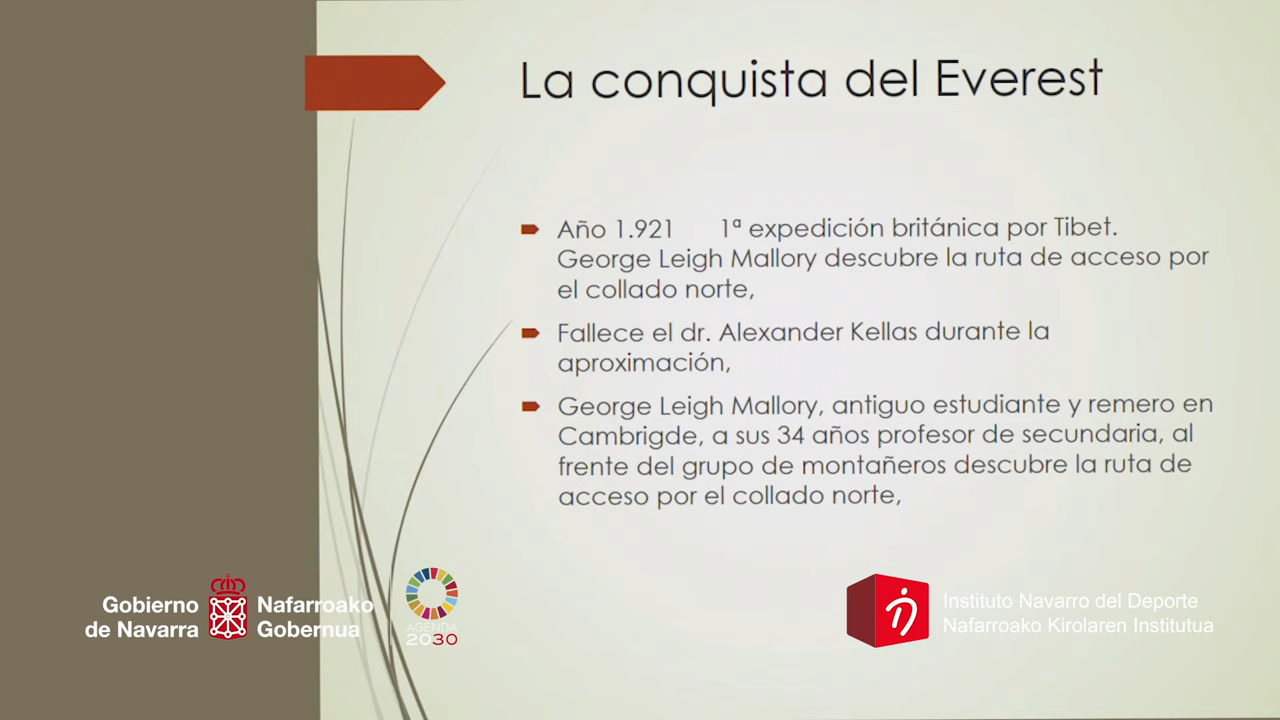 La conquista del Everest
Año 1.921 1ª expedición británica por Tibet.
George Leigh Mallory descubre la ruta de acceso por
el collado norte,
Fallece el dr. Alexander Kellas durante la
aproximación,
George Leigh Mallory, antiguo estudiante y remero en
Cambrigde, a sus 34 años profesor de secundaria, al
frente del grupo de montañeros descubre la ruta de
acceso por el collado norte,
Gobierno
de Navarra
Nafarroako
Gobernua
AGENDA
2030
Instituto Navarro del Deporte
Nafarroako Kirolaren Institutua